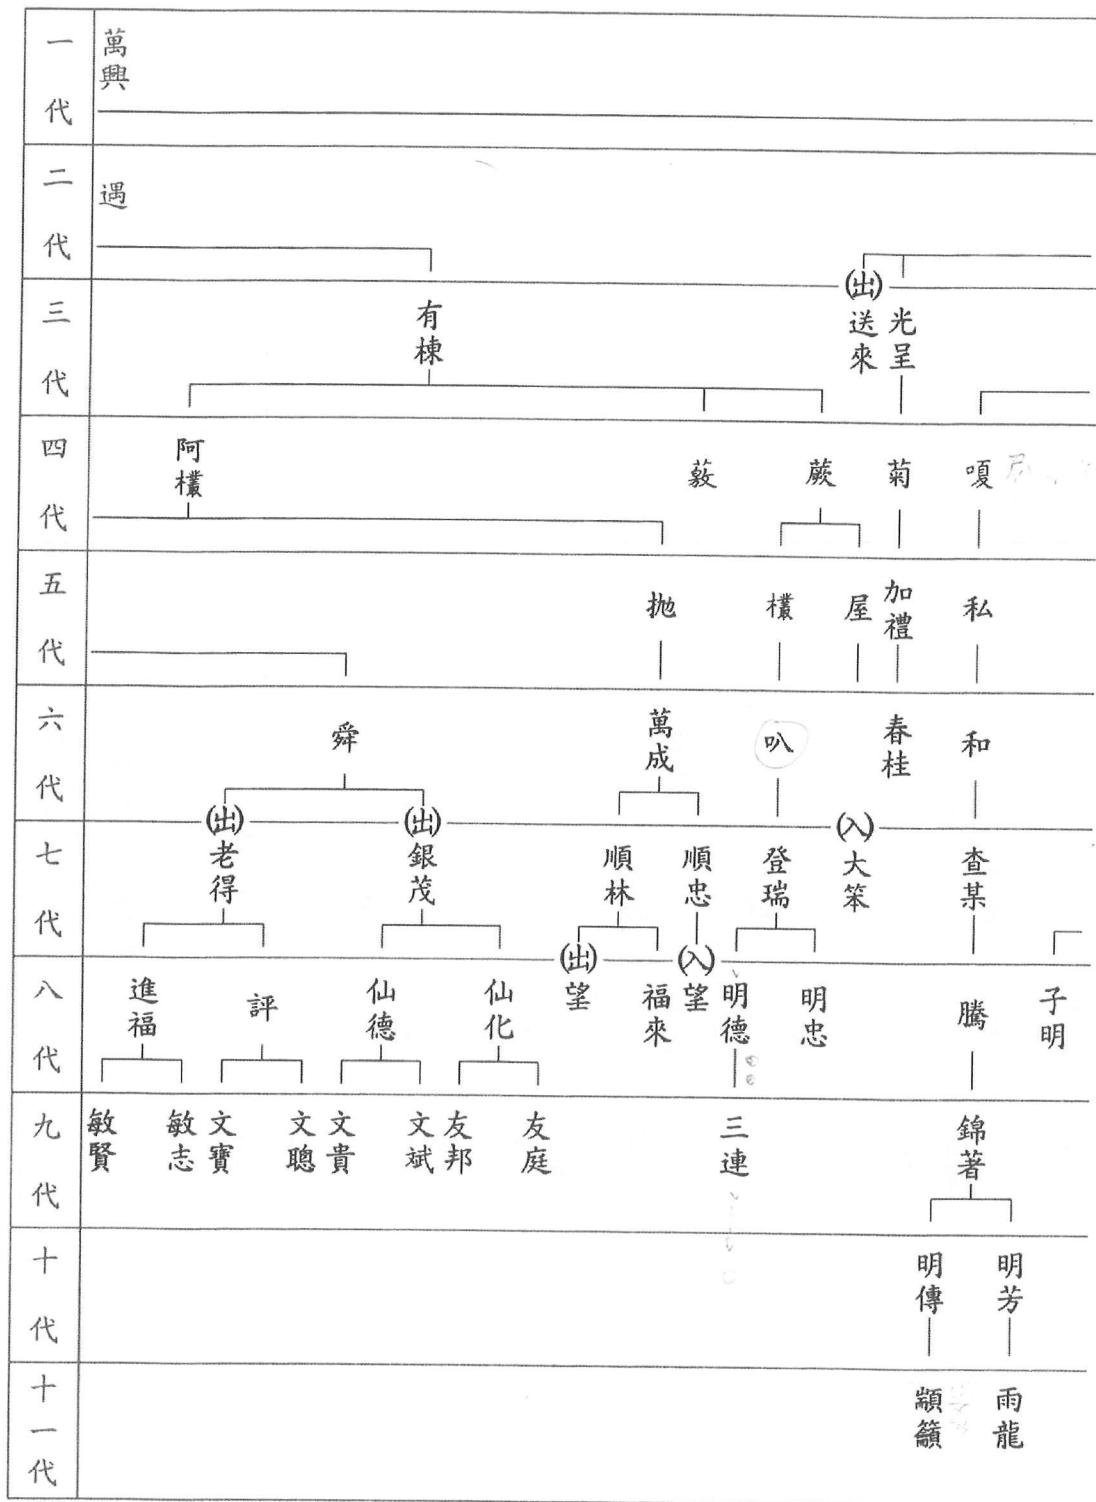 一代
萬興
二代
遇
三代
有棟
(出)送來
光呈
四代
阿欉
蔜
蕨
菊
嗄
五代
拋
欉
屋
加禮
私
六代
舜
萬成
叭
春桂
和
七代
(出)老得
(出)銀茂
順林
順忠
登瑞
(入)大笨
查某
八代
進福
評
仙德
仙化
(出)望
福來
(入)望
明德
明忠
騰
子明
九代
敏賢
敏志
文寶
文聰
文貴
文斌
友邦
友庭
三連
錦著
十代
明傳
明芳
十一代
顓籲
雨龍